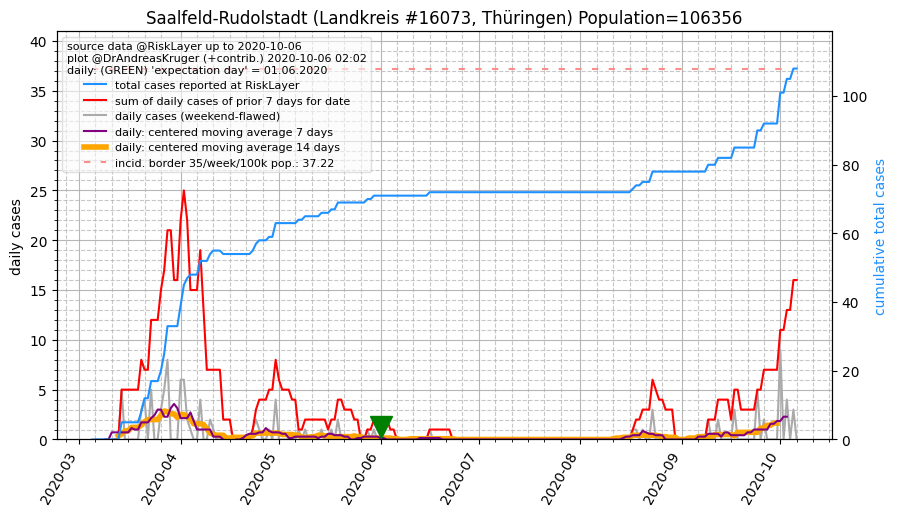 Saalfeld-Rudolstadt (Landkreis #16073, Thüringen) Population=106356
source data @RiskLayer up to 2020-10-06
plot @DrAndreasKruger (+contrib.) 2020-10-06 02:02
daily: (GREEN) 'expectation day' = 01.06.2020
total cases reported at RiskLayer
sum of daily cases of prior 7 days for date
daily cases (weekend-flawed)
daily: centered moving average 7 days
daily: centered moving average 14 days
incid. border 35/week/100k pop.: 37.22
daily cases
40
35
30
25
20
15
10
5
0
cumulative total cases
100
80
60
40
20
0
2020-03
2020-04
2020-05
2020-06
2020-07
2020-08
2020-09
2020-10